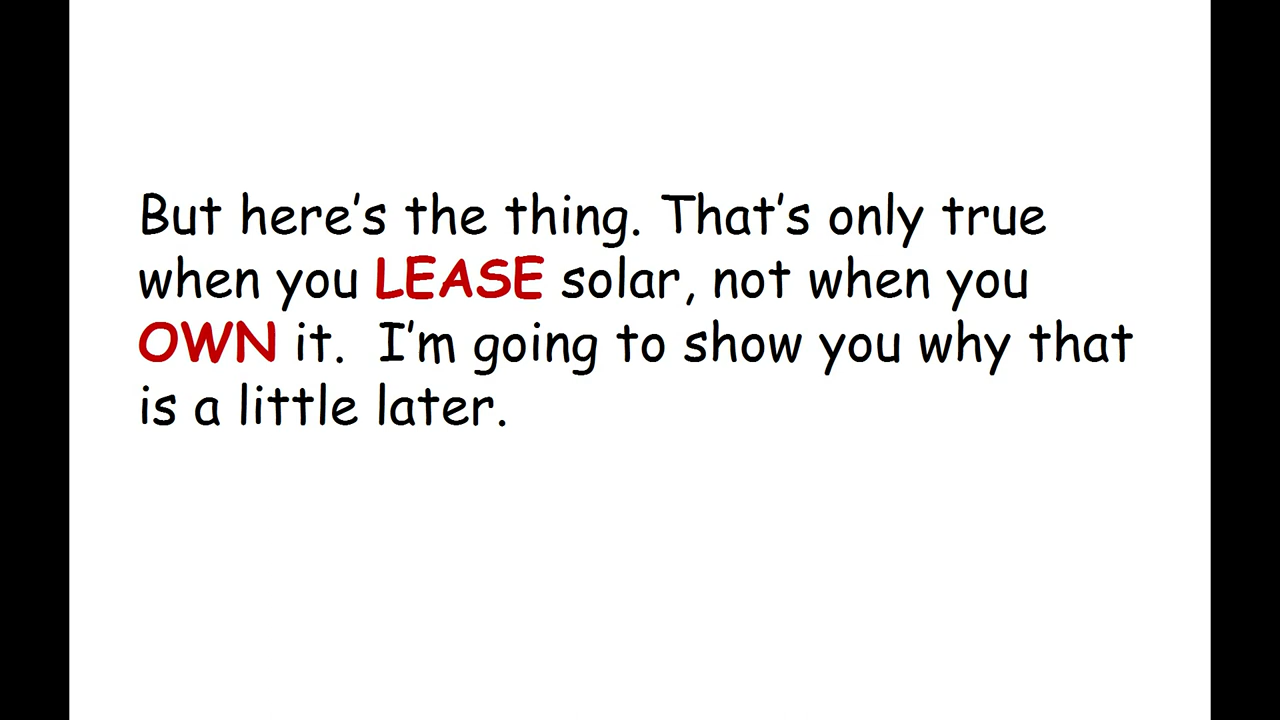 But here’s the thing. That’s only true
when you LEASE solar, not when you
OWN it.  I’m going to show you why that
is a little later.